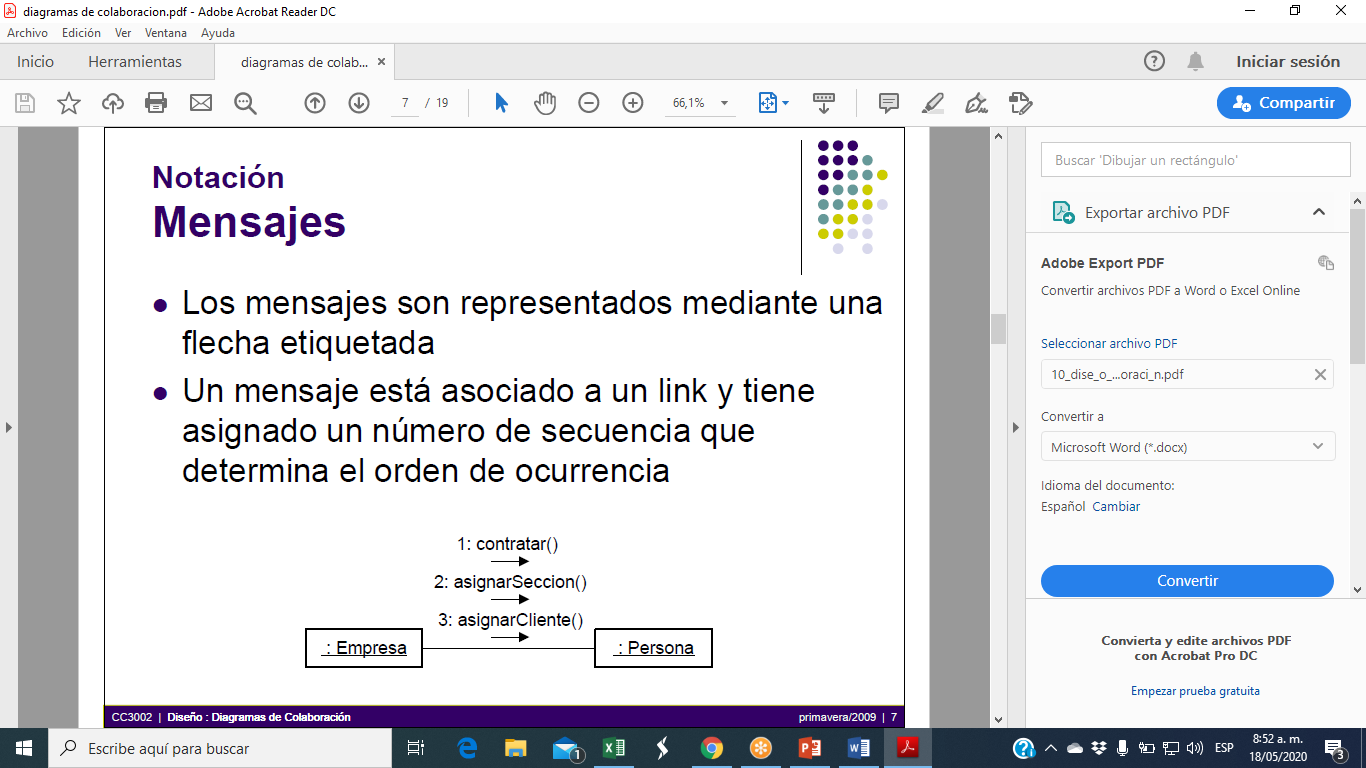 diagramas de colaboracion.pdf - Adobe Acrobat Reader DC
Archivo Edición Ver Ventana Ayuda
Inicio Herramientas diagramas de colab... Iniciar sesión
7 / 19 66,1% Compartir
Notación
Mensajes
Los mensajes son representados mediante una
flecha etiquetada
Un mensaje está asociado a un link y tiene
asignado un número de secuencia que
determina el orden de ocurrencia
1: contratar()
2: asignarSeccion()
3: asignarCliente()
: Empresa : Persona
CC3002 | Diseño : Diagramas de Colaboración primavera/2009 | 7
Buscar 'Dibujar un rectángulo'
Exportar archivo PDF
Adobe Export PDF
Convertir archivos PDF a Word o Excel Online
Seleccionar archivo PDF
10_dise_o_...oraci_n.pdf
Convertir a
Microsoft Word (*.docx)
Idioma del documento:
Español Cambiar
Convertir
Convierta y edite archivos PDF
con Acrobat Pro DC
Empezar prueba gratuita
Escribe aquí para buscar
1
ESP
8:52 a. m.
18/05/2020
3